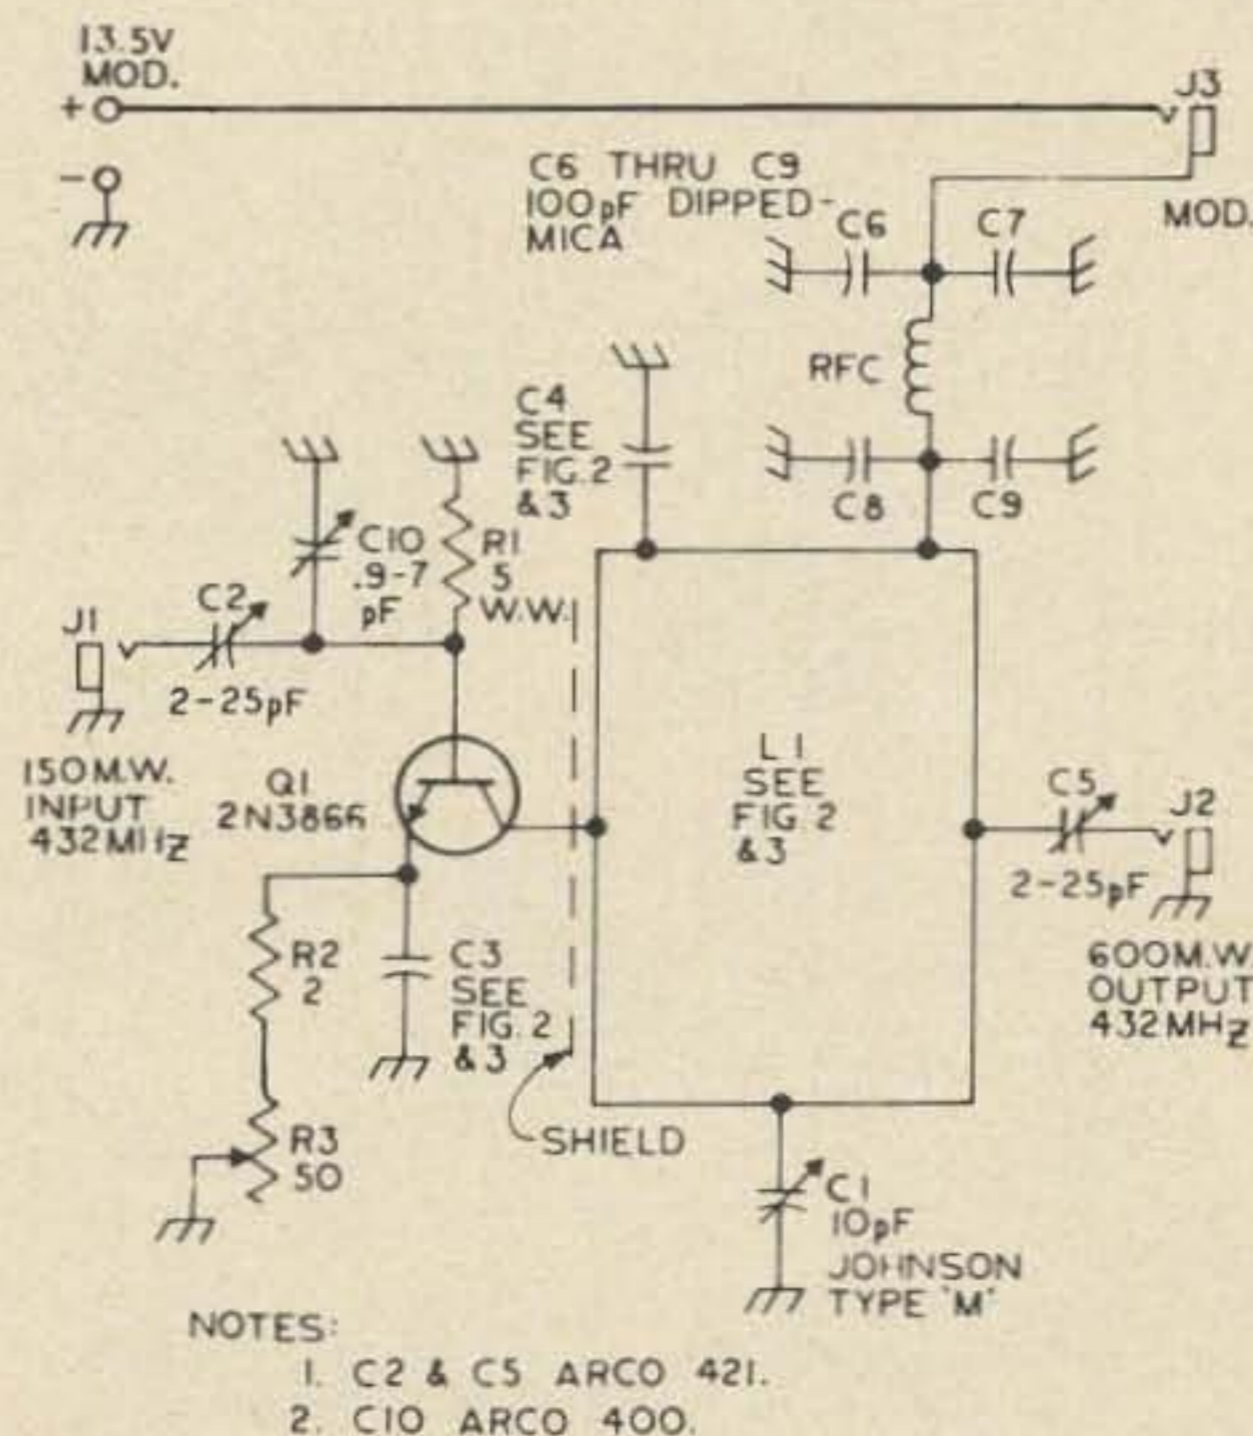 13.5V
MOD.
+
-
J3
MOD.
C6 THRU C9
100pF DIPPED-
MICA
C6
C7
RFC
C8
C9
C4
SEE
FIG.2
& 3
C10
.9-7
pF
R1
5
W.W.
J1
C2
2-25pF
150M.W.
INPUT
432MHz
Q1
2N3866
L1
SEE
FIG 2
& 3
C5
2-25pF
J2
600M.W.
OUTPUT
432MHz
R2
2
C3
SEE
FIG. 2
& 3
R3
50
SHIELD
C1
10pF
JOHNSON
TYPE 'M'
NOTES:
1. C2 & C5 ARCO 421.
2. C10 ARCO 400.